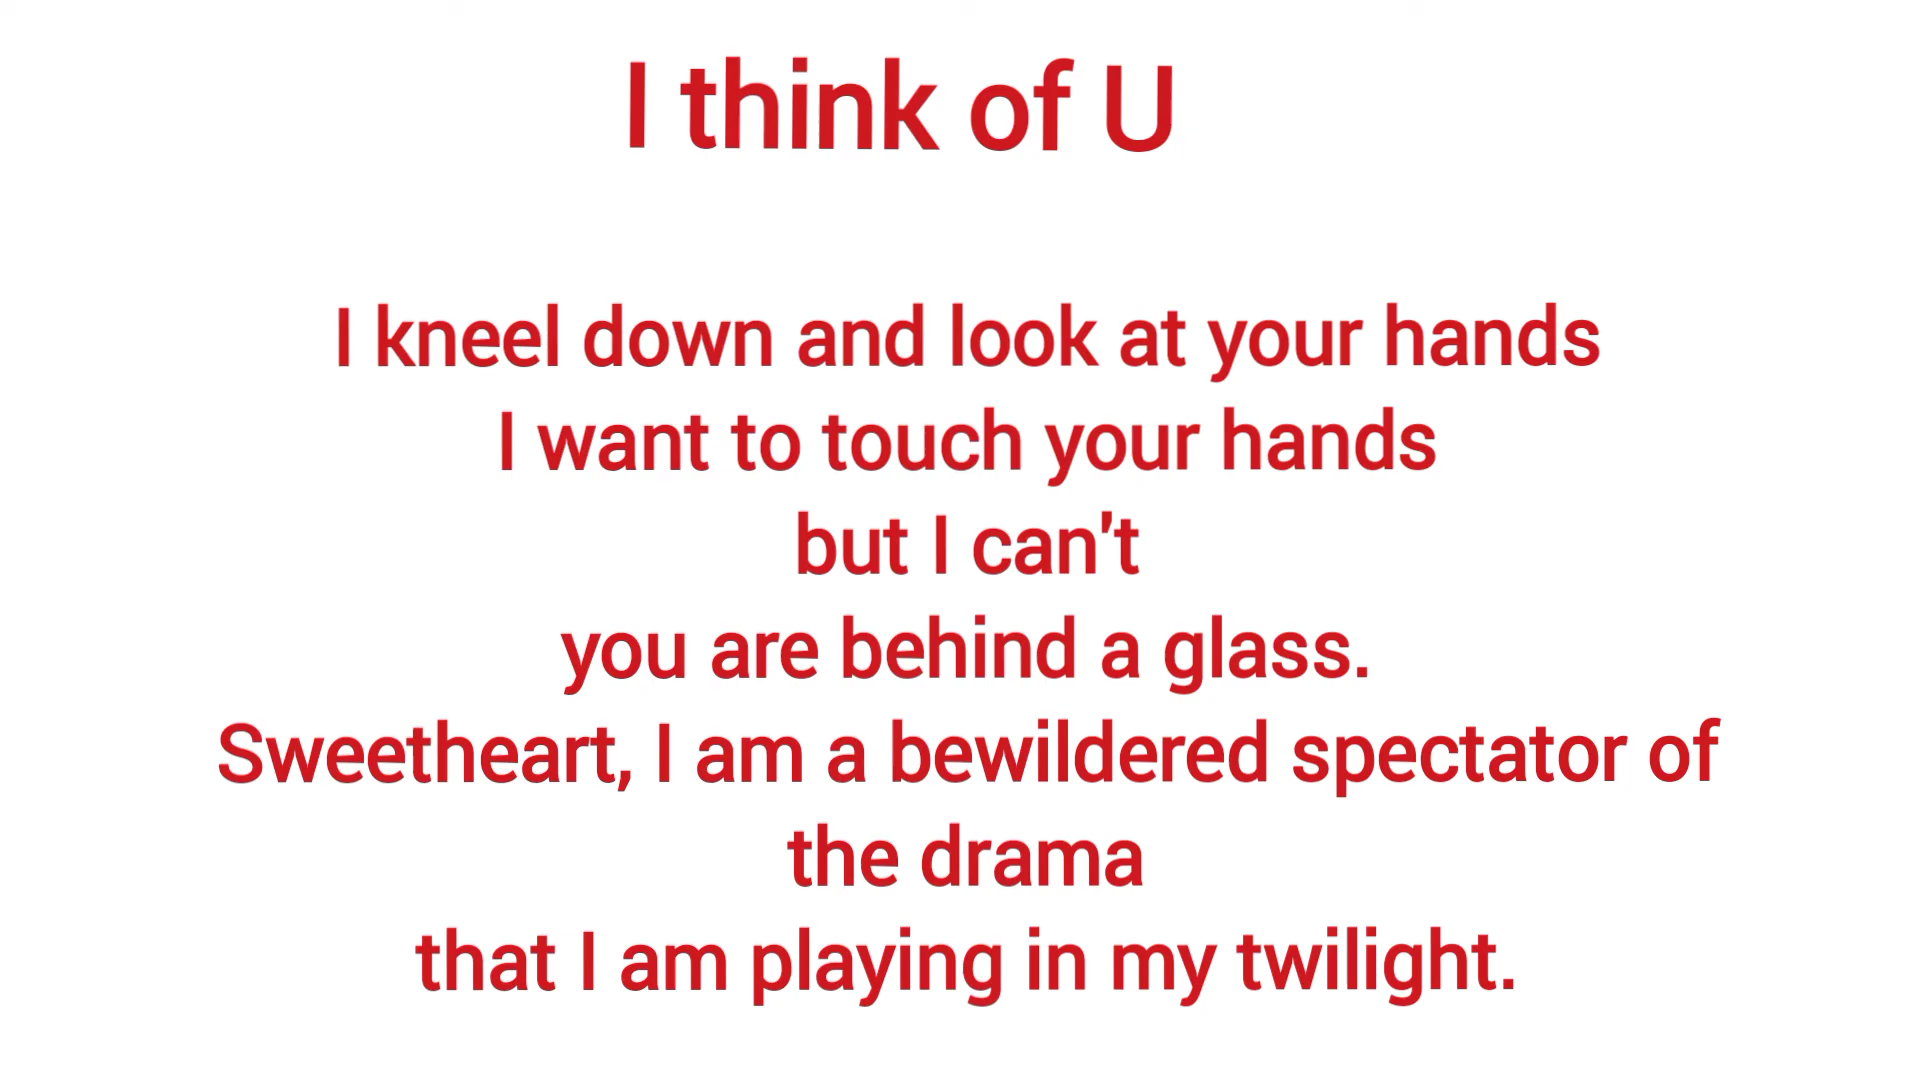 I think of U
I kneel down and look at your hands
I want to touch your hands
but I can't
you are behind a glass.
Sweetheart, I am a bewildered spectator of
the drama
that I am playing in my twilight.